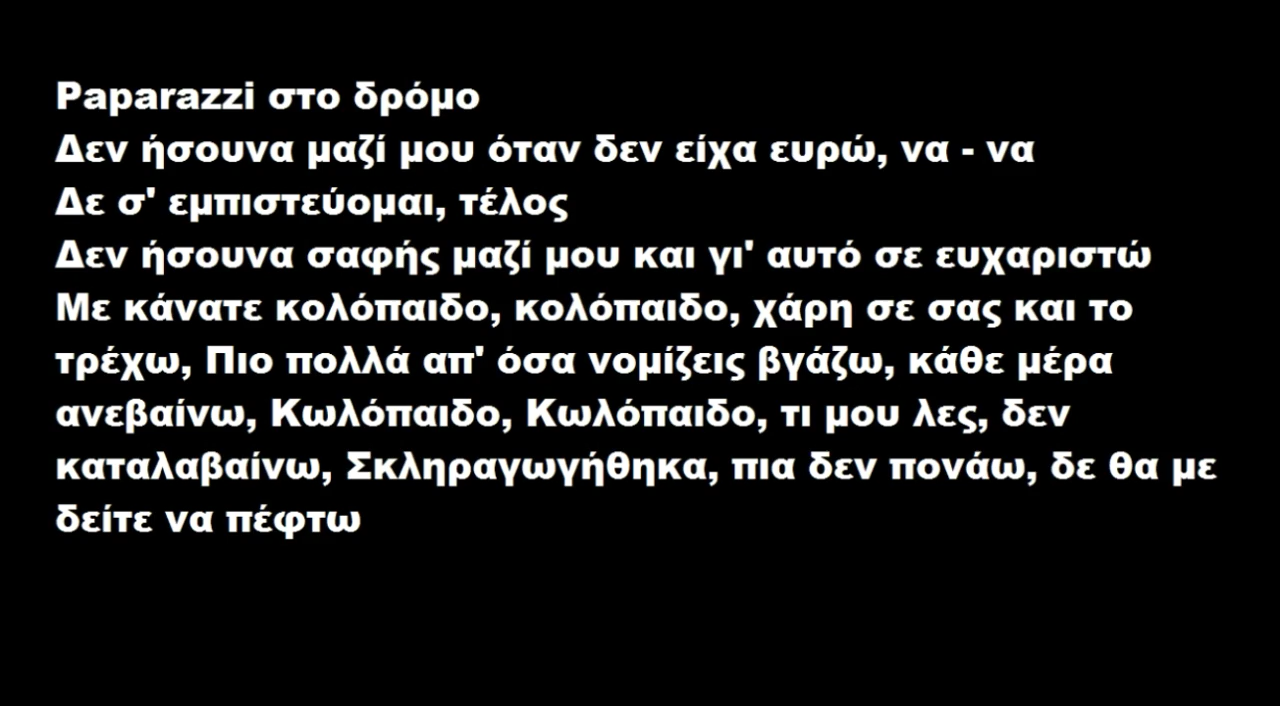 Paparazzi στο δρόμο
Δεν ήσουνα μαζί μου όταν δεν είχα ευρώ, να - να
Δε σ' εμπιστεύομαι, τέλος
Δεν ήσουνα σαφής μαζί μου και γι' αυτό σε ευχαριστώ
Με κάνατε κολόπαιδο, κολόπαιδο, χάρη σε σας και το
τρέχω, Πιο πολλά απ' όσα νομίζεις βγάζω, κάθε μέρα
ανεβαίνω, Κωλόπαιδο, Κωλόπαιδο, τι μου λες, δεν
καταλαβαίνω, Σκληραγωγήθηκα, πια δεν πονάω, δε θα με
δείτε να πέφτω